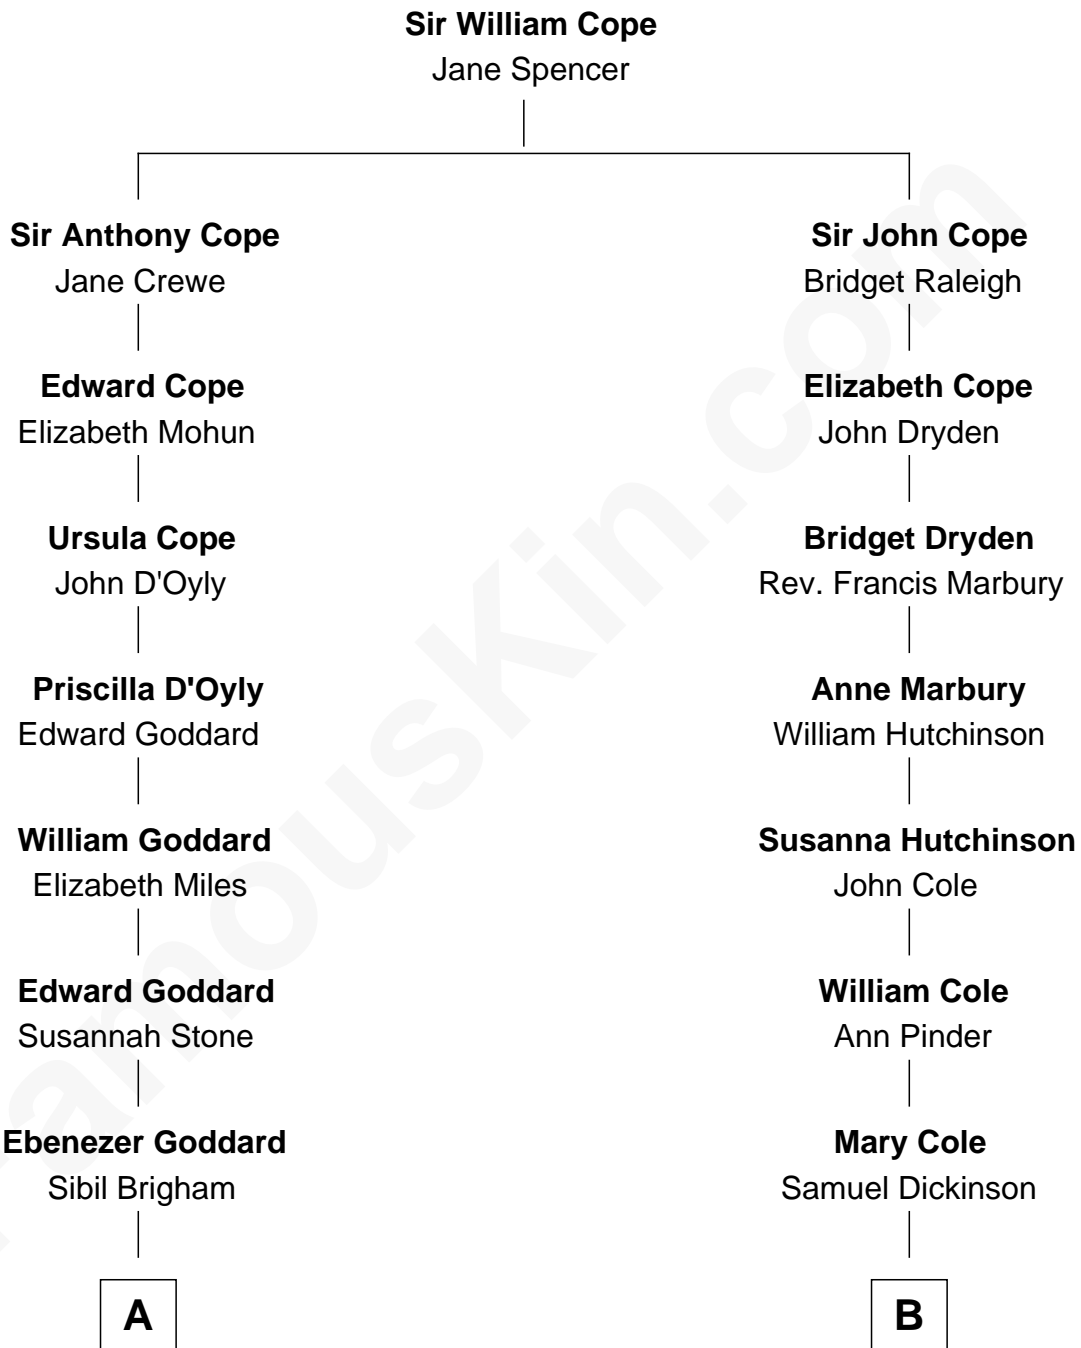 Sir William Cope
Jane Spencer
Sir Anthony Cope
Jane Crewe
Sir John Cope
Bridget Raleigh
Edward Cope
Elizabeth Mohun
Elizabeth Cope
John Dryden
Ursula Cope
John D'Oyly
Bridget Dryden
Rev. Francis Marbury
Priscilla D'Oyly
Edward Goddard
Anne Marbury
William Hutchinson
William Goddard
Elizabeth Miles
Susanna Hutchinson
John Cole
Edward Goddard
Susannah Stone
William Cole
Ann Pinder
Ebenezer Goddard
Sibil Brigham
Mary Cole
Samuel Dickinson
A
B
FamousKin.com